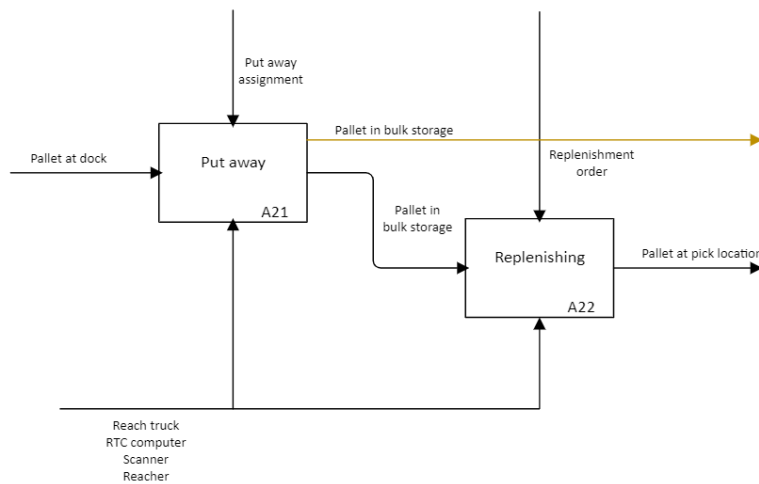 Put away
assignment
Pallet in bulk storage
Pallet at dock
Put away
A21
Replenishment
order
Pallet in
bulk storage
Replenishing
A22
Pallet at pick location
Reach truck
RTC computer
Scanner
Reacher